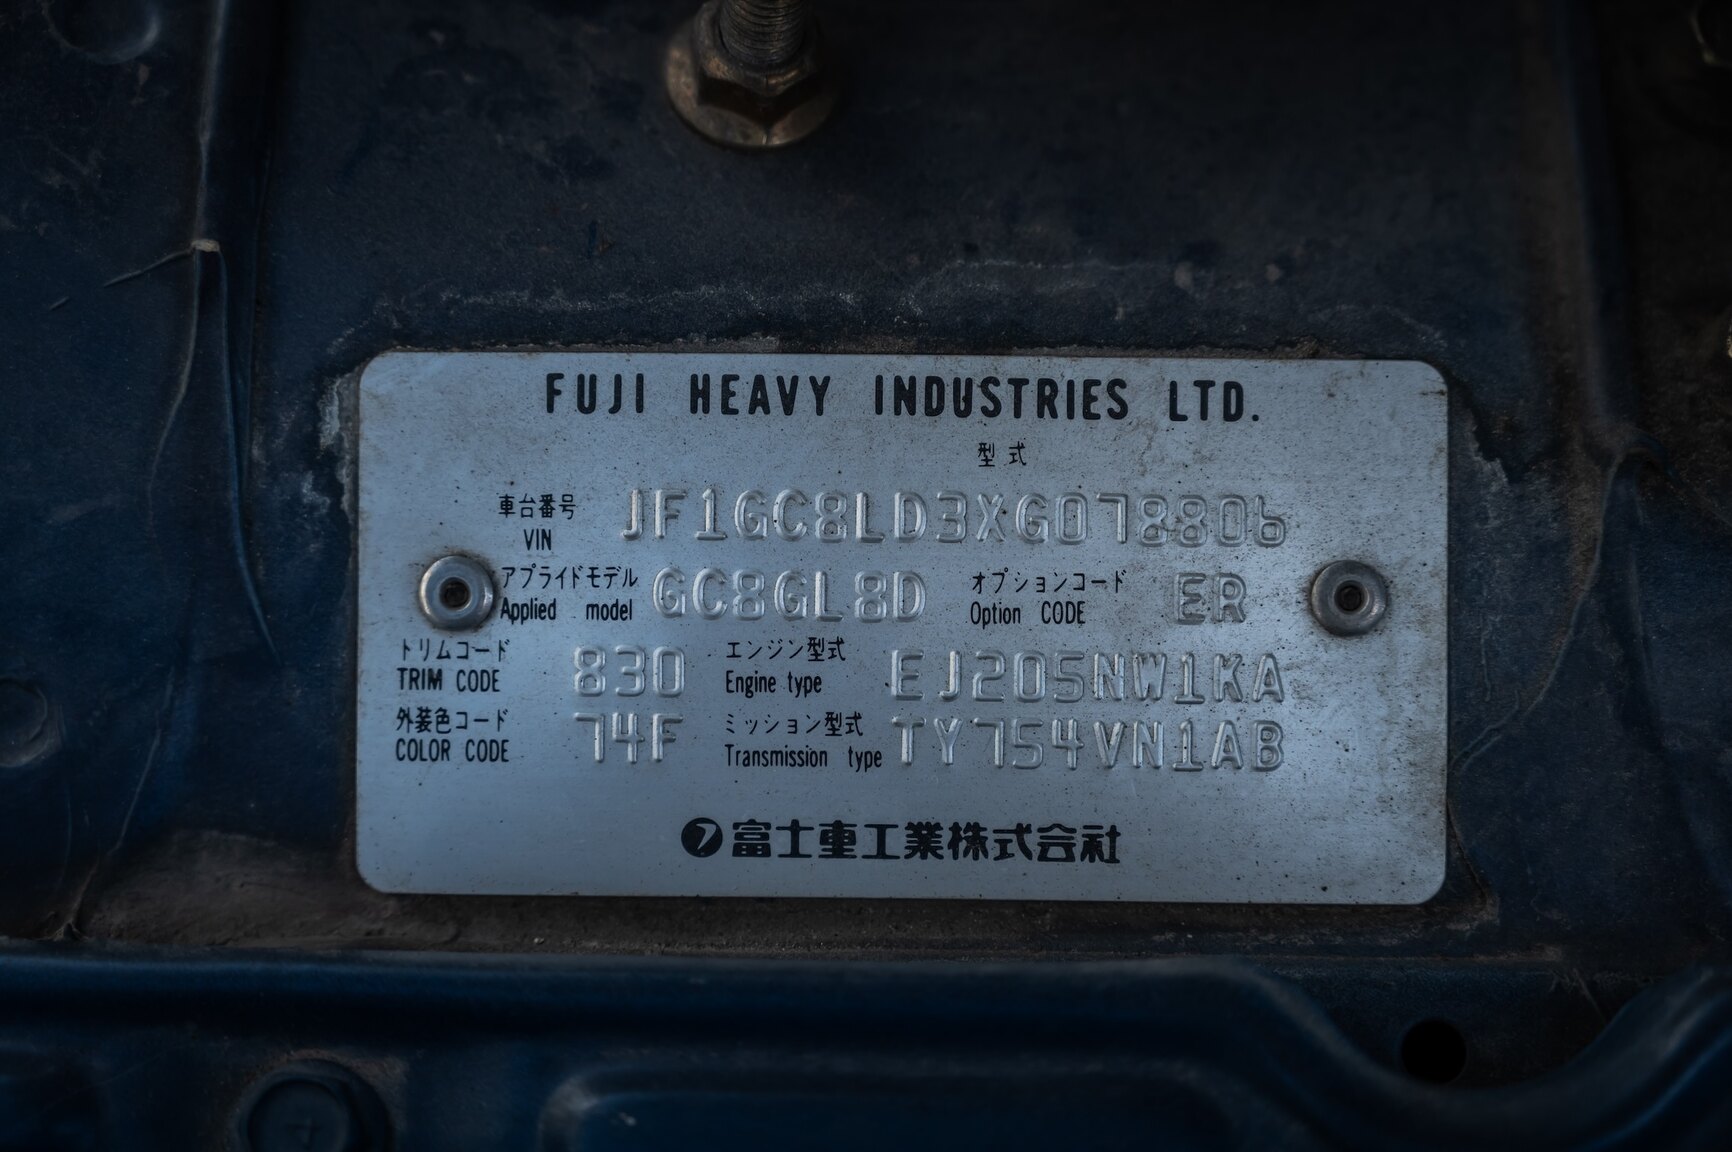 FUJI HEAVY INDUSTRIES LTD.
型式
車台番号
VIN
JF1GC8LD3XG078806
アプライドモデル
Applied model
GC8GL8D
オプションコード
Option CODE
ER
トリムコード
TRIM CODE
830
エンジン型式
Engine type
EJ205NW1KA
外装色コード
COLOR CODE
74F
ミッション型式
Transmission type
TY754VN1AB
富士重工業株式会社